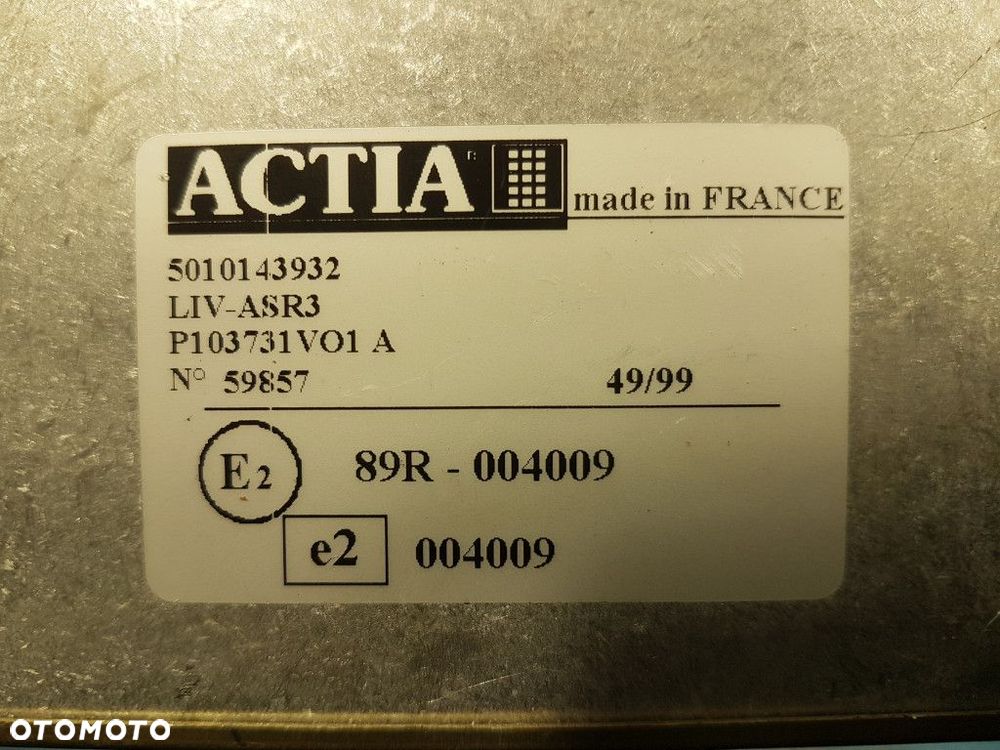 ACTIA made in FRANCE
5010143932
LIV-ASR3
P103731VO1 A
N° 59857 49/99
E2 89R - 004009
e2 004009
OTOMOTO